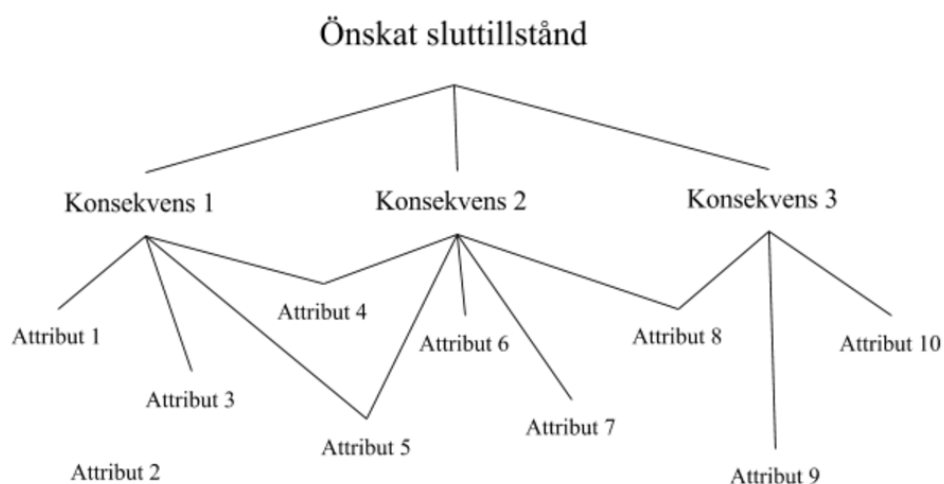 Önskat sluttillstånd
Konsekvens 1
Konsekvens 2
Konsekvens 3
Attribut 1
Attribut 2
Attribut 3
Attribut 4
Attribut 5
Attribut 6
Attribut 7
Attribut 8
Attribut 9
Attribut 10